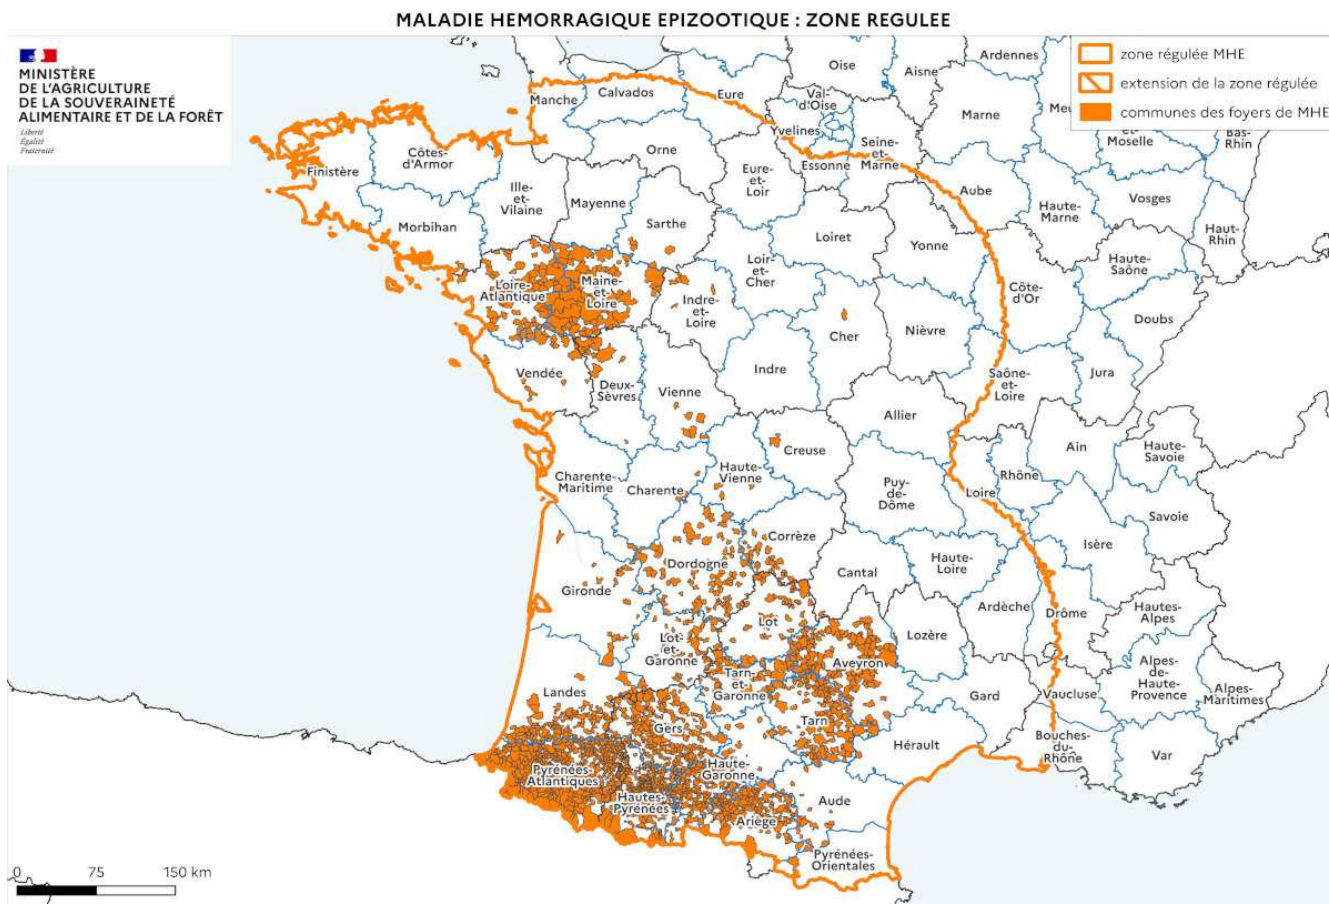 MALADIE HEMORRAGIQUE EPIZOOTIQUE : ZONE REGULEE
MINISTÈRE
DE L'AGRICULTURE
DE LA SOUVERAINETÉ
ALIMENTAIRE ET DE LA FORÊT
Liberté
Égalité
Fraternité
zone régulée MHE
extension de la zone régulée
communes des foyers de MHE
Oise
Aisne
Ardennes
Manche
Calvados
Eure
Val-
d'Oise
Marne
Yvelines
Seine-
et-
Marne
Essonne
et-
Moselle
Bas-
Rhin
Orne
Finistère
Côtes-
d'Armor
Ille-
et-
Vilaine
Mayenne
Sarthe
Eure-
et-
Loir
Aube
Haute-
Marne
Vosges
Haut-
Rhin
Morbihan
Loiret
Yonne
Loir-
et-
Cher
Haute-
Saône
Loire-
Atlantique
Maine-
et-
Loire
Indre-
et-
Loire
Côte-
d'Or
Doubs
Cher
Nièvre
Vendée
Deux-
Sèvres
Vienne
Indre
Saône-
et-
Loire
Jura
Allier
Creuse
Ain
Haute-
Savoie
Charente-
Maritime
Charente
Haute-
Vienne
Puy-
de-
Dôme
Loire
Rhône
Savoie
Corrèze
Isère
Dordogne
Cantal
Haute-
Loire
Gironde
Ardèche
Drôme
Hautes-
Alpes
Lot
Lot-
et-
Garonne
Aveyron
Lozère
Tarn-
et-
Garonne
Alpes-
de-
Haute-
Provence
Alpes-
Maritimes
Landes
Gard
Vaucluse
Gers
Tarn
Hérault
Bouches-
du-
Rhône
Var
Pyrénées-
Atlantiques
Haute-
Garonne
Hautes-
Pyrénées
Ariège
Aude
Pyrénées-
Orientales
0 75 150 km